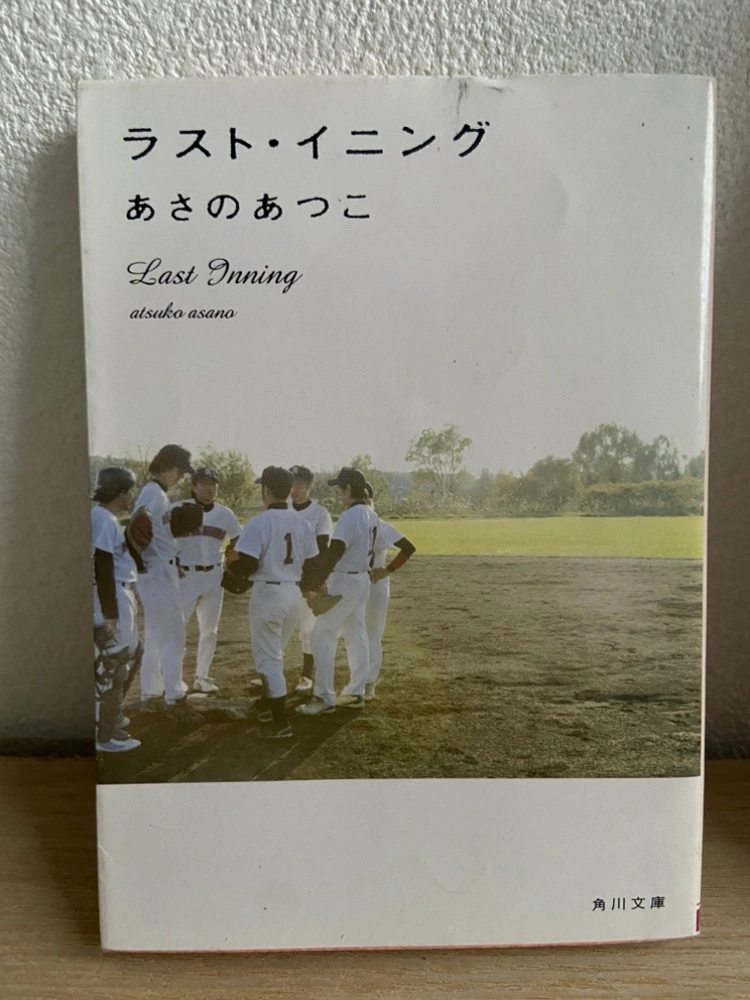 ラスト・イニング
あさのあつこ
Last Inning
atsuko asano
1
角川文庫